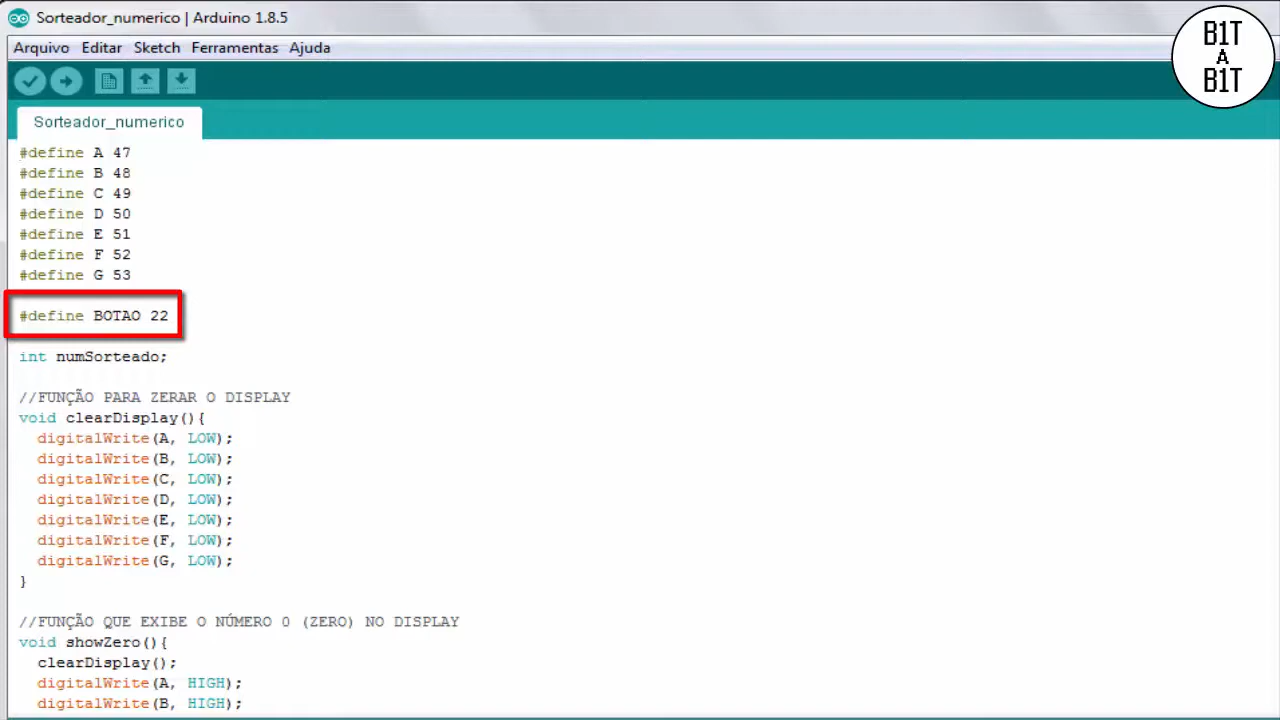 Sorteador_numerico | Arduino 1.8.5
B1T
A
B1T
Arquivo Editar Sketch Ferramentas Ajuda
Sorteador_numerico
#define A 47
#define B 48
#define C 49
#define D 50
#define E 51
#define F 52
#define G 53
#define BOTAO 22
int numSorteado;
//FUNÇÃO PARA ZERAR O DISPLAY
void clearDisplay(){
digitalWrite(A, LOW);
digitalWrite(B, LOW);
digitalWrite(C, LOW);
digitalWrite(D, LOW);
digitalWrite(E, LOW);
digitalWrite(F, LOW);
digitalWrite(G, LOW);
}
//FUNÇÃO QUE EXIBE O NÚMERO 0 (ZERO) NO DISPLAY
void showZero(){
clearDisplay();
digitalWrite(A, HIGH);
digitalWrite(B, HIGH);